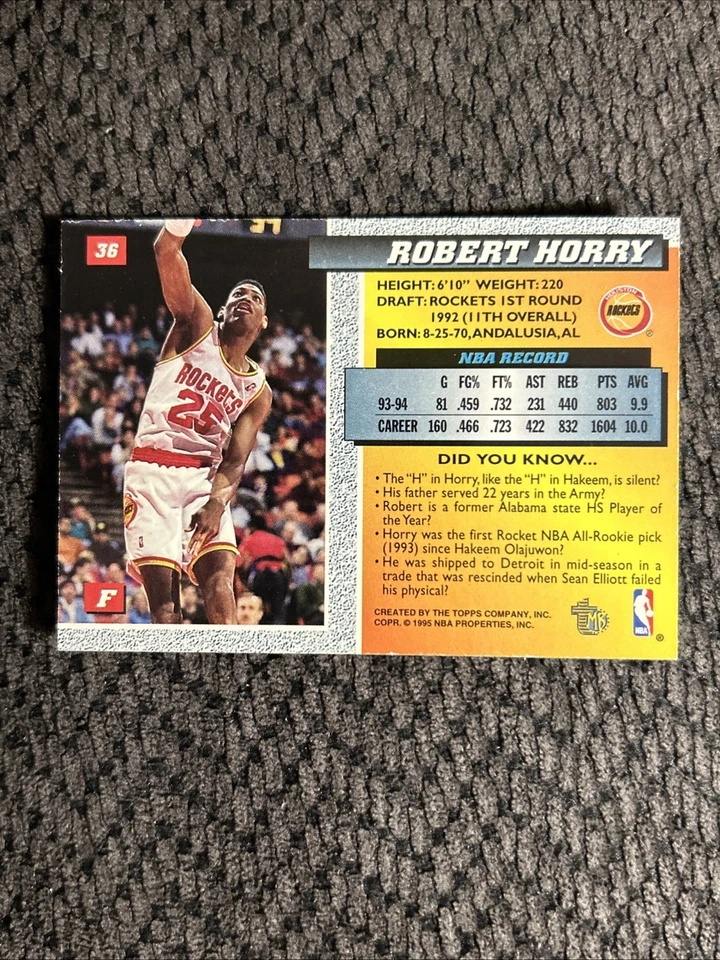 36
34
ROBERT HORRY
HEIGHT: 6'10" WEIGHT: 220
DRAFT: ROCKETS 1ST ROUND
1992 (11TH OVERALL)
BORN: 8-25-70, ANDALUSIA, AL
HOUSTON
ROCKETS
®
NBA RECORD
G FG% FT% AST REB PTS AVG
93-94 81 .459 .732 231 440 803 9.9
CAREER 160 .466 .723 422 832 1604 10.0
ROCKETS
25
DID YOU KNOW...
• The "H" in Horry, like the "H" in Hakeem, is silent?
• His father served 22 years in the Army?
• Robert is a former Alabama state HS Player of
the Year?
• Horry was the first Rocket NBA All-Rookie pick
(1993) since Hakeem Olajuwon?
• He was shipped to Detroit in mid-season in a
trade that was rescinded when Sean Elliott failed
his physical?
F
CREATED BY THE TOPPS COMPANY, INC.
COPR. © 1995 NBA PROPERTIES, INC.
NBA
®